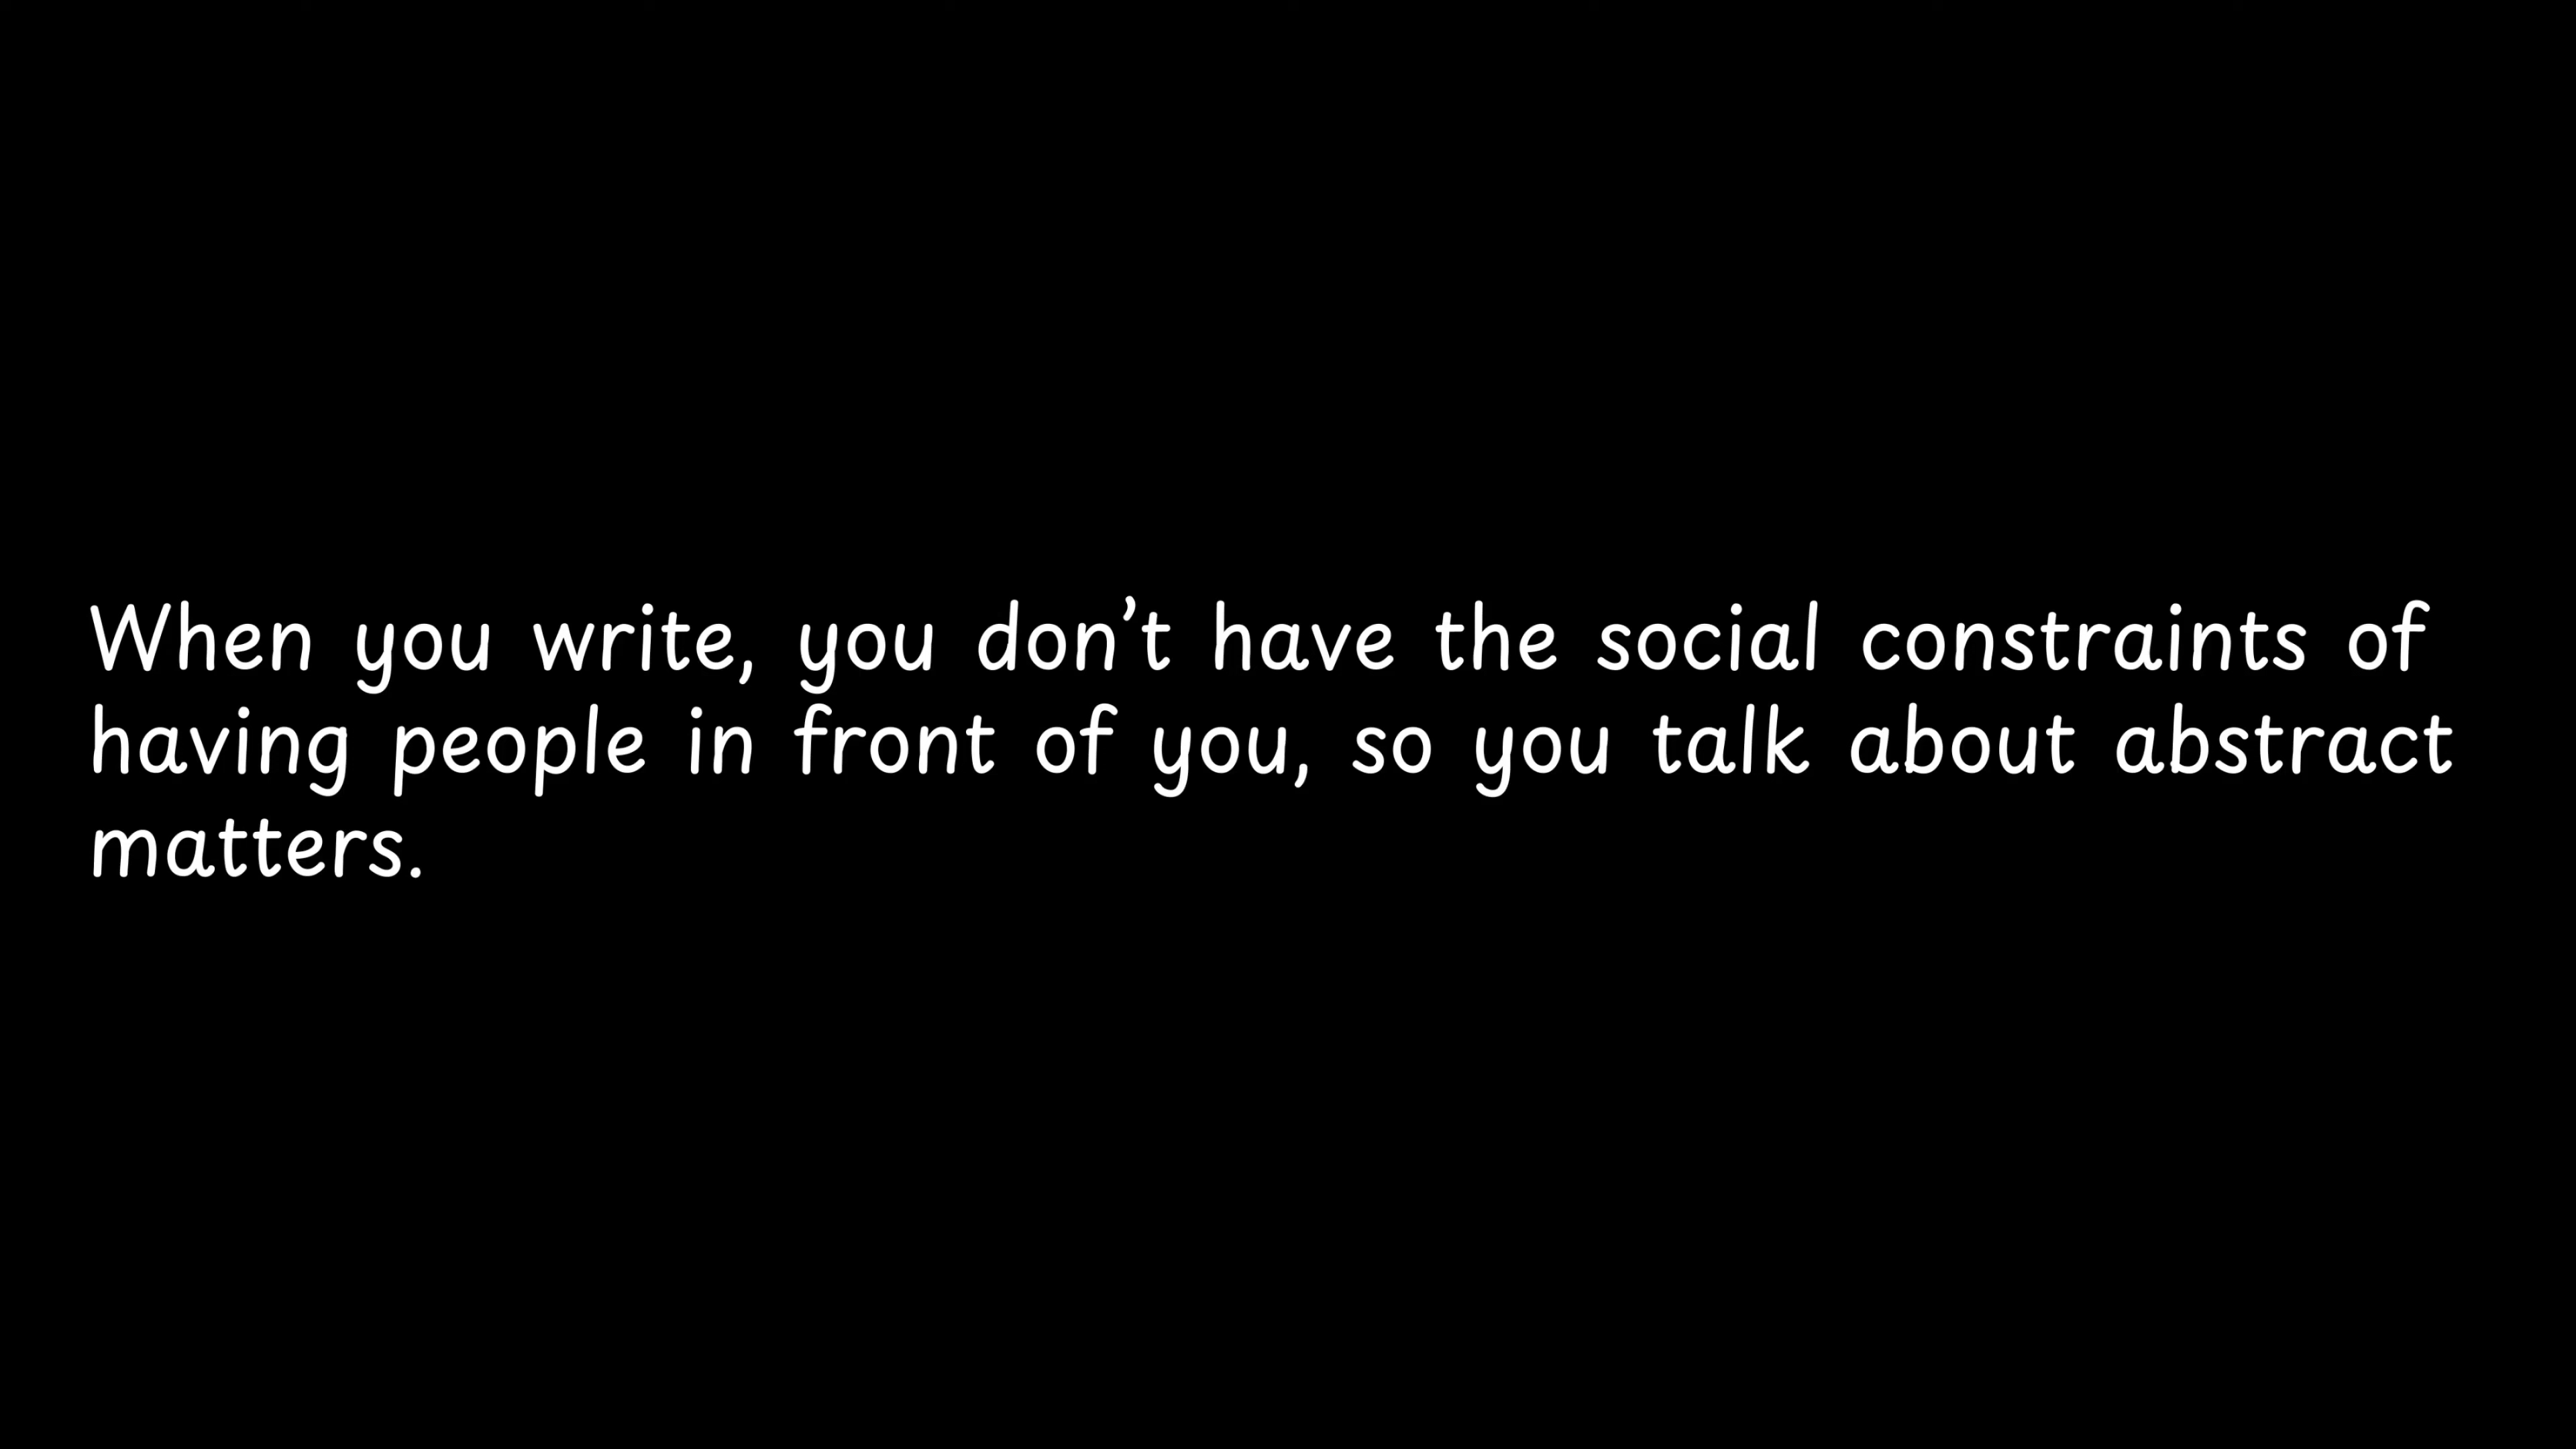 When you write, you don’t have the social constraints of
having people in front of you, so you talk about abstract
matters.